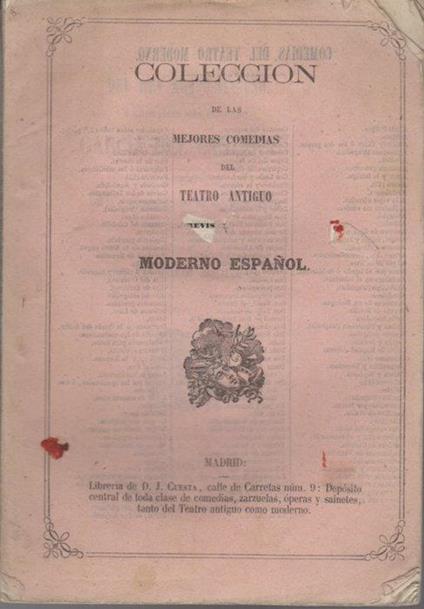 COLECCION
DE LAS
MEJORES COMEDIAS
DEL
TEATRO ANTIGUO
MODERNO ESPAÑOL.
MADRID:
Libreria de D. J. CUESTA, calle de Carretas núm. 9: Depósito
central de toda clase de comedias, zarzuelas, óperas y sainetes,
tanto del Teatro antiguo como moderno.